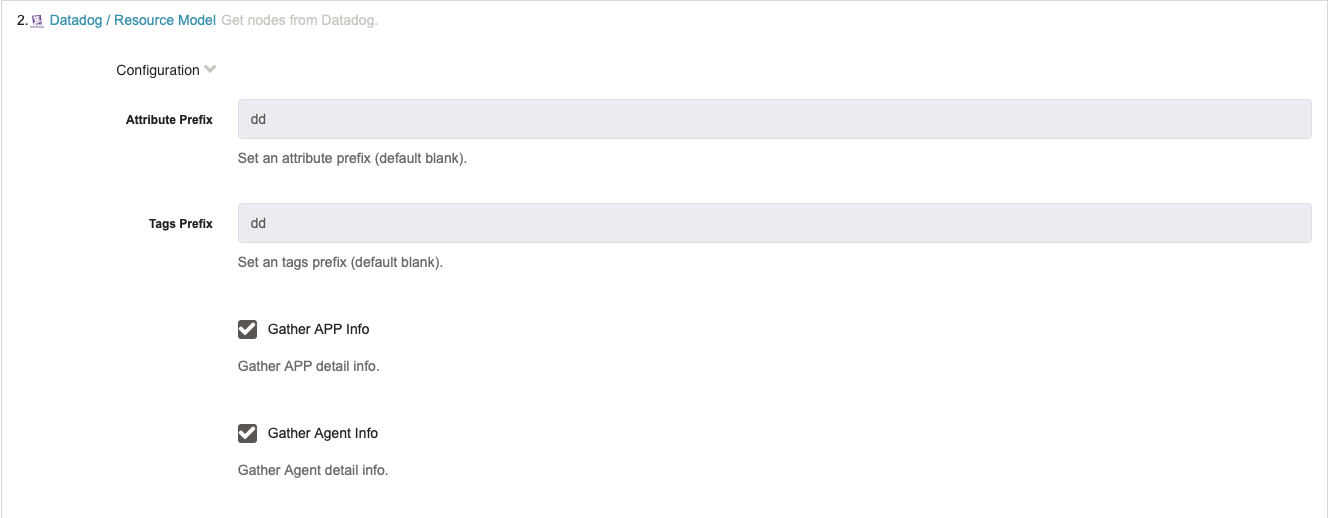 2. Datadog / Resource Model Get nodes from Datadog.
Configuration
Attribute Prefix dd
Set an attribute prefix (default blank).
Tags Prefix dd
Set an tags prefix (default blank).
Gather APP Info
Gather APP detail info.
Gather Agent Info
Gather Agent detail info.